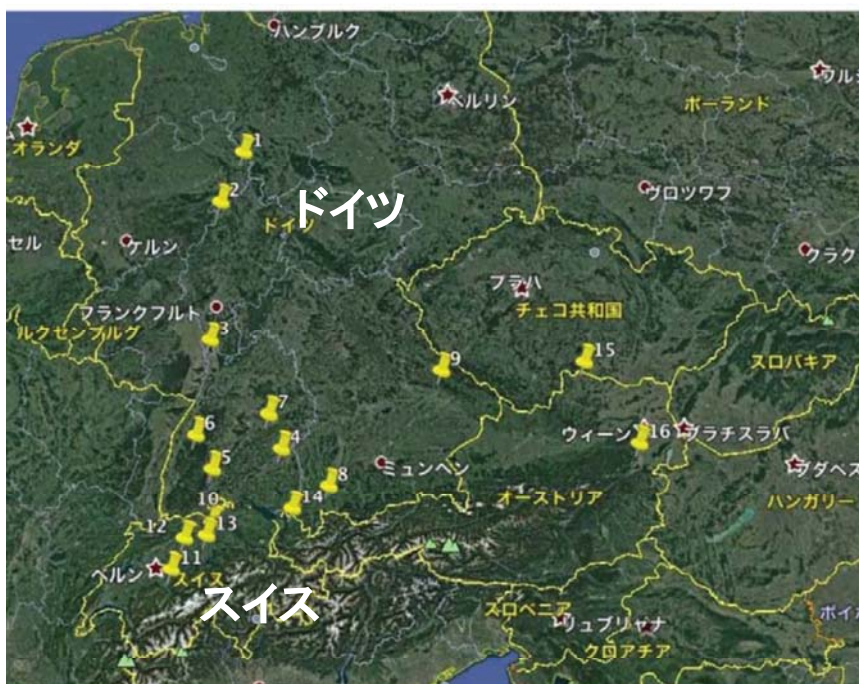 ハンブルク
ベルリン
ポーランド
オランダ
1
2
ドイツ
ドイツ
ヴロツワフ
ケルン
セル
クラク
プラハ
フランクフルト
チェコ共和国
ルクセンブルグ
3
9
15
スロバキア
7
6
4
ウィーン
16
ブラチスラバ
5
ミュンヘン
8
ブダペス
10
14
オーストリア
ハンガリー
12
13
11
ベルン
スイス
スイス
スロベニア
リュブリャナ
クロアチア